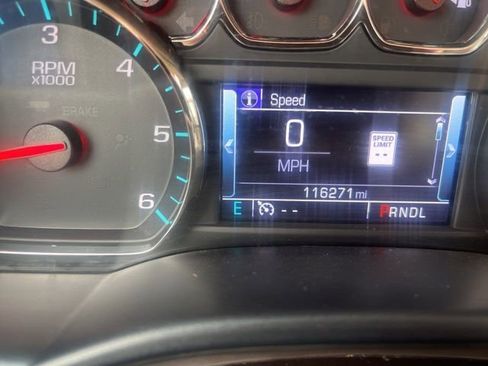 3
4
5
6
RPM
x1000
BRAKE
i Speed
0
MPH
SPEED
LIMIT
--
116271 mi
E
--
PRNDL